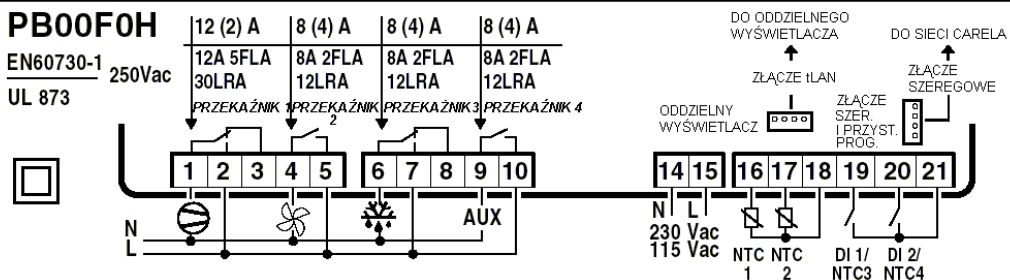 PB00F0H
EN60730-1
UL 873
250Vac
12 (2) A
8 (4) A
8 (4) A
8 (4) A
12A 5FLA
30LRA
8A 2FLA
12LRA
8A 2FLA
12LRA
8A 2FLA
12LRA
PRZEKAŹNIK 1
PRZEKAŹNIK 2
PRZEKAŹNIK 3
PRZEKAŹNIK 4
DO ODDZIELNEGO
WYŚWIETLACZA
DO SIECI CARELA
ZŁĄCZE tLAN
ZŁĄCZE
SZEREGOWE
ODDZIELNY
WYŚWIETLACZ
ZŁĄCZE
SZER.
I PRZYST.
PROG.
1 2 3 4 5 6 7 8 9 10
14 15 16 17 18 19 20 21
N
L
AUX
N L
230 Vac
115 Vac
NTC
1
NTC
2
DI 1/
NTC3
DI 2/
NTC4